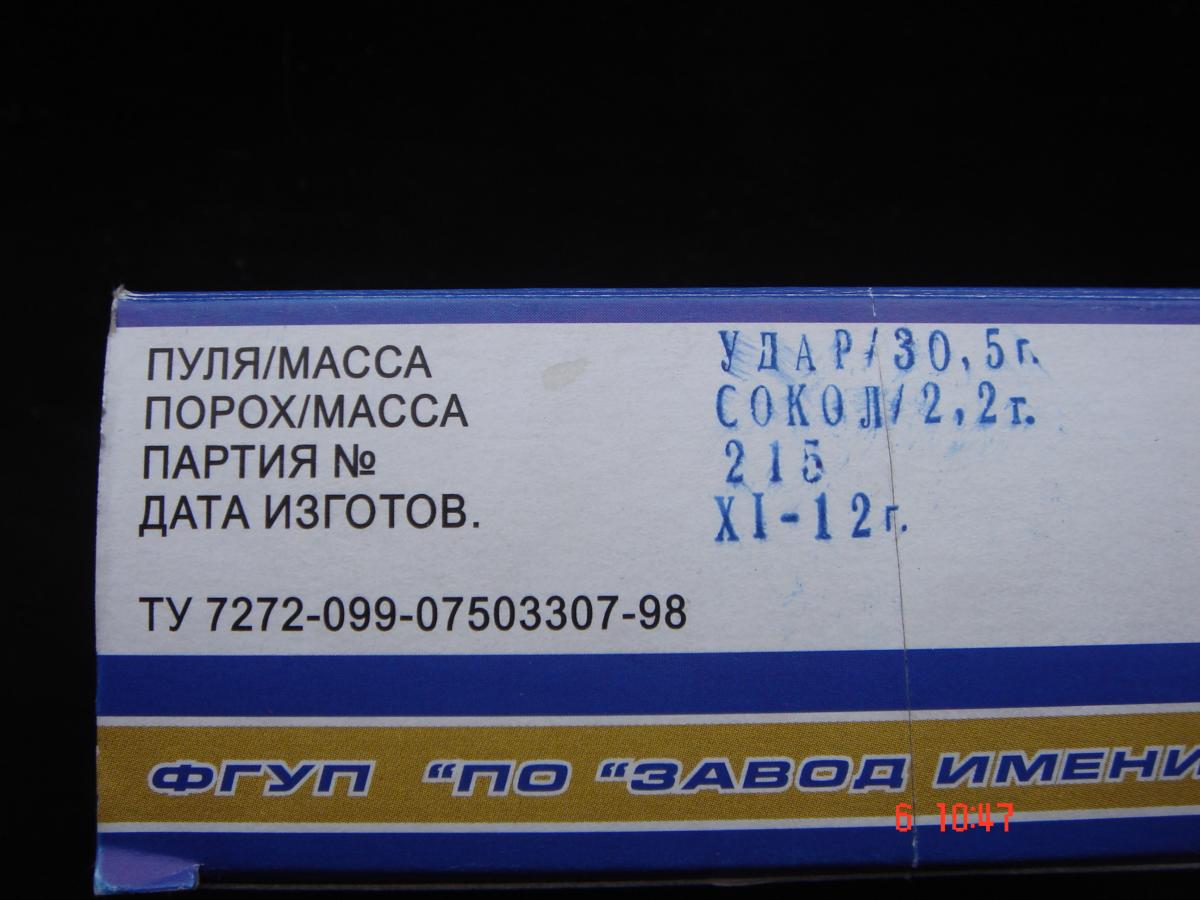 ПУЛЯ/МАССА УДАР/30,5г.
ПОРОХ/МАССА СОКОЛ/2,2г.
ПАРТИЯ № 215
ДАТА ИЗГОТОВ. XI-12г.
ТУ 7272-099-07503307-98
ФГУП "ПО "ЗАВОД ИМЕНИ
6 10:47